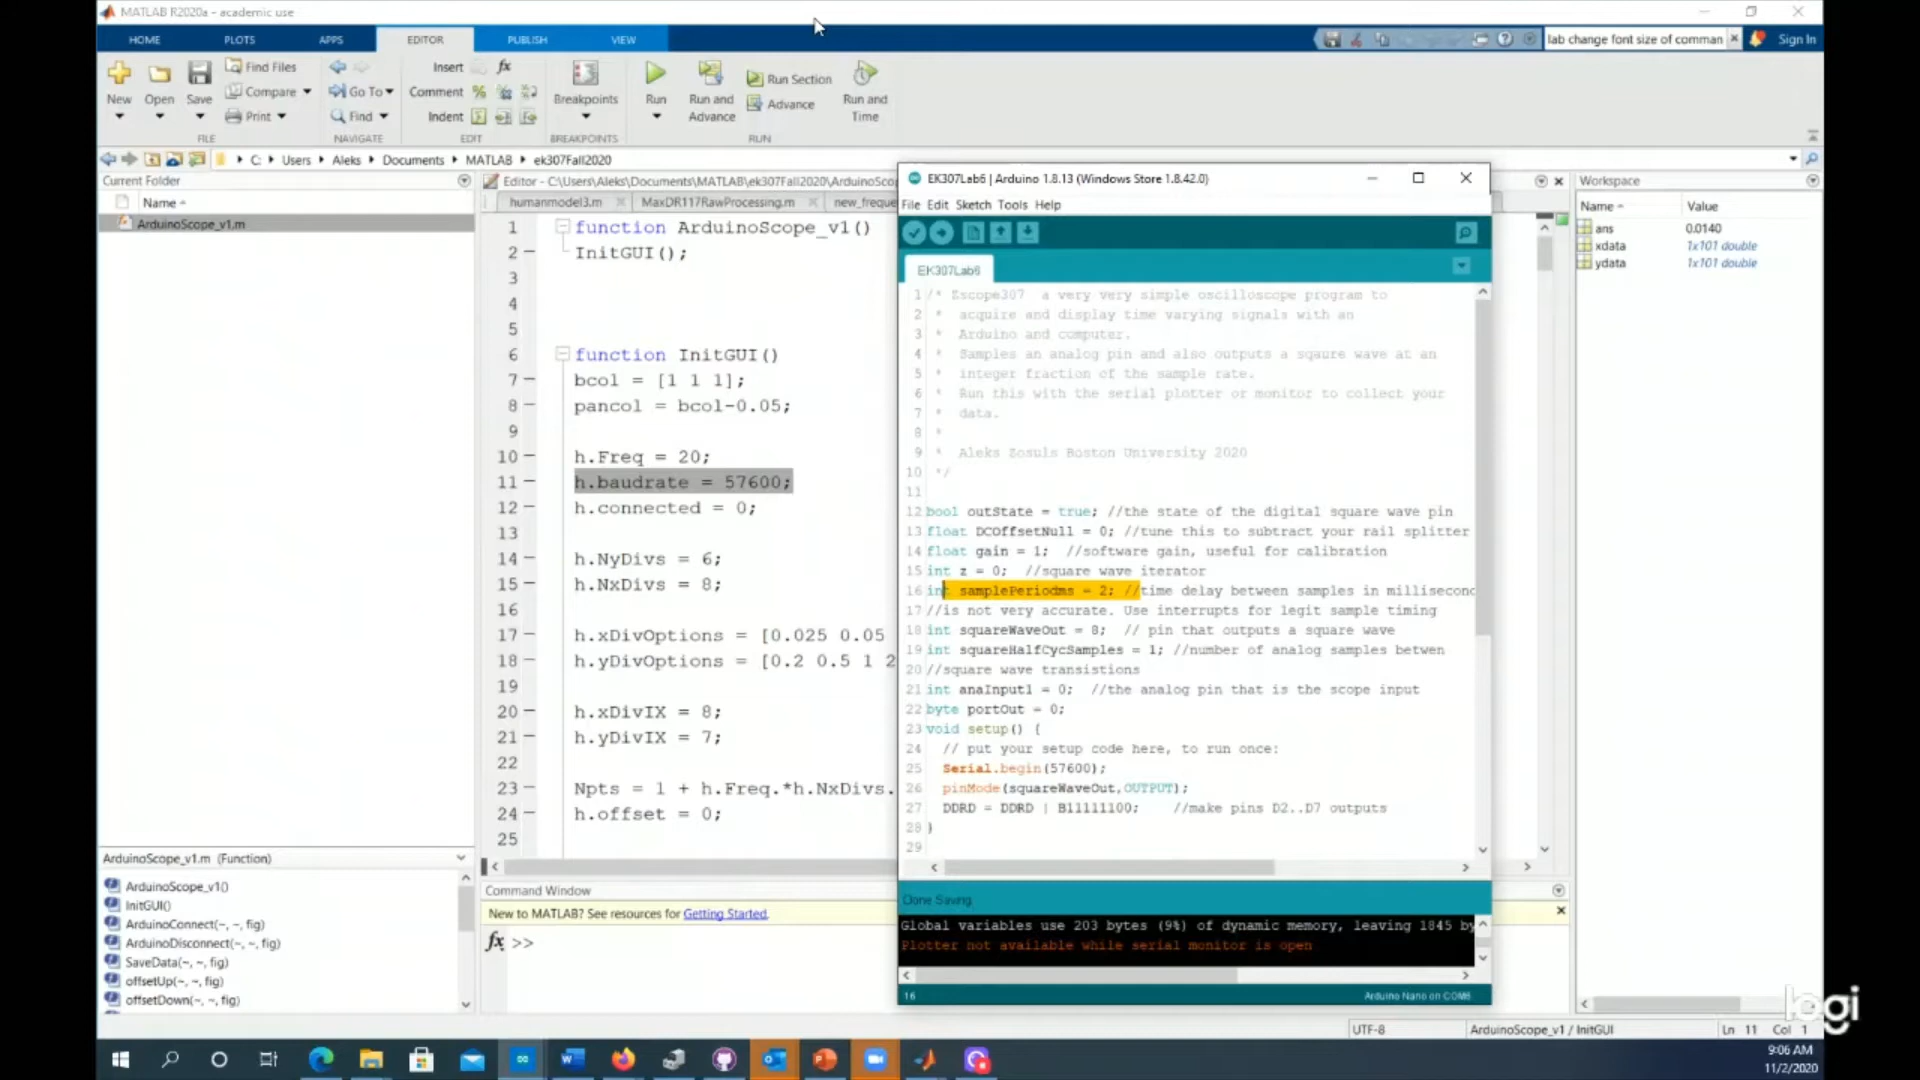 MATLAB R2020a - academic use
HOME PLOTS APPS EDITOR PUBLISH VIEW
lab change font size of comman
Sign In
New Open Save Find Files Compare Print
FILE
Go To Find
NAVIGATE
Insert Comment Indent
EDIT
Breakpoints
BREAKPOINTS
Run
Run and Advance
Run Section
Advance
Run and Time
RUN
C: Users Aleks Documents MATLAB ek307Fall2020
Current Folder
Name
ArduinoScope_v1.m
Editor - C:\Users\Aleks\Documents\MATLAB\ek307Fall2020\ArduinoScop
humanmodel3.m MaxDR117RawProcessing.m new_freque
1 function ArduinoScope_v1()
2 InitGUI();
3
4
5
6 function InitGUI()
7 bcol = [1 1 1];
8 pancol = bcol-0.05;
9
10 h.Freq = 20;
11 h.baudrate = 57600;
12 h.connected = 0;
13
14 h.NyDivs = 6;
15 h.NxDivs = 8;
16
17 h.xDivOptions = [0.025 0.05
18 h.yDivOptions = [0.2 0.5 1 2
19
20 h.xDivIX = 8;
21 h.yDivIX = 7;
22
23 Npts = 1 + h.Freq.*h.NxDivs.
24 h.offset = 0;
25
EK307Lab6 | Arduino 1.8.13 (Windows Store 1.8.42.0)
File Edit Sketch Tools Help
EK307Lab6
1 /* Escope307 a very very simple oscilloscope program to
2 * acquire and display time varying signals with an
3 * Arduino and computer.
4 * Samples an analog pin and also outputs a sqaure wave at an
5 * integer fraction of the sample rate.
6 * Run this with the serial plotter or monitor to collect your
7 * data.
8 *
9 * Aleks Zosuls Boston University 2020
10 */
11
12 bool outState = true; //the state of the digital square wave pin
13 float DCOffsetNull = 0; //tune this to subtract your rail splitter
14 float gain = 1; //software gain, useful for calibration
15 int z = 0; //square wave iterator
16 int samplePeriodms = 2; //time delay between samples in millisecond
17 //is not very accurate. Use interrupts for legit sample timing
18 int squareWaveOut = 8; // pin that outputs a square wave
19 int squareHalfCycSamples = 1; //number of analog samples betwen
20 //square wave transistions
21 int anaInput1 = 0; //the analog pin that is the scope input
22 byte portOut = 0;
23 void setup() {
24 // put your setup code here, to run once:
25 Serial.begin(57600);
26 pinMode(squareWaveOut,OUTPUT);
27 DDRD = DDRD | B11111100; //make pins D2..D7 outputs
28 }
29
Done Saving.
Global variables use 203 bytes (9%) of dynamic memory, leaving 1845 by
Plotter not available while serial monitor is open
16 Arduino Nano on COM6
Workspace
Name Value
ans 0.0140
xdata 1x101 double
ydata 1x101 double
ArduinoScope_v1.m (Function)
ArduinoScope_v1()
InitGUI()
ArduinoConnect(~, ~, fig)
ArduinoDisconnect(~, ~, fig)
SaveData(~, ~, fig)
offsetUp(~, ~, fig)
offsetDown(~, ~, fig)
Command Window
New to MATLAB? See resources for Getting Started.
fx >>
UTF-8 ArduinoScope_v1 / InitGUI Ln 11 Col 1
logi
9:06 AM
11/2/2020